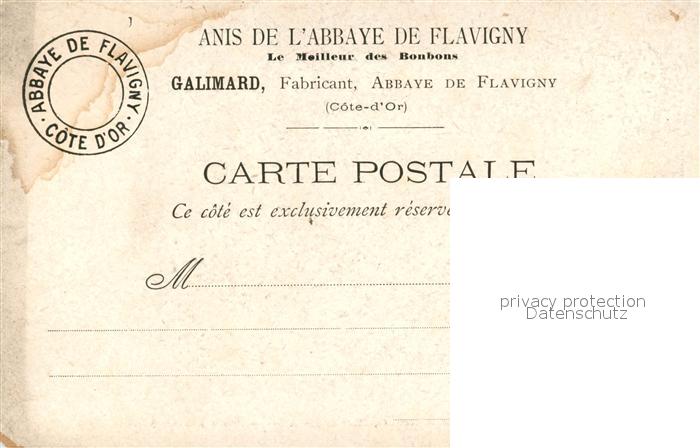 ANIS DE L'ABBAYE DE FLAVIGNY
Le Meilleur des Bonbons
GALIMARD, Fabricant, ABBAYE DE FLAVIGNY
(Côte-d'Or)
·ABBAYE DE FLAVIGNY·
CÔTE D'OR
CARTE POSTALE
Ce côté est exclusivement
M
privacy protection
Datenschutz